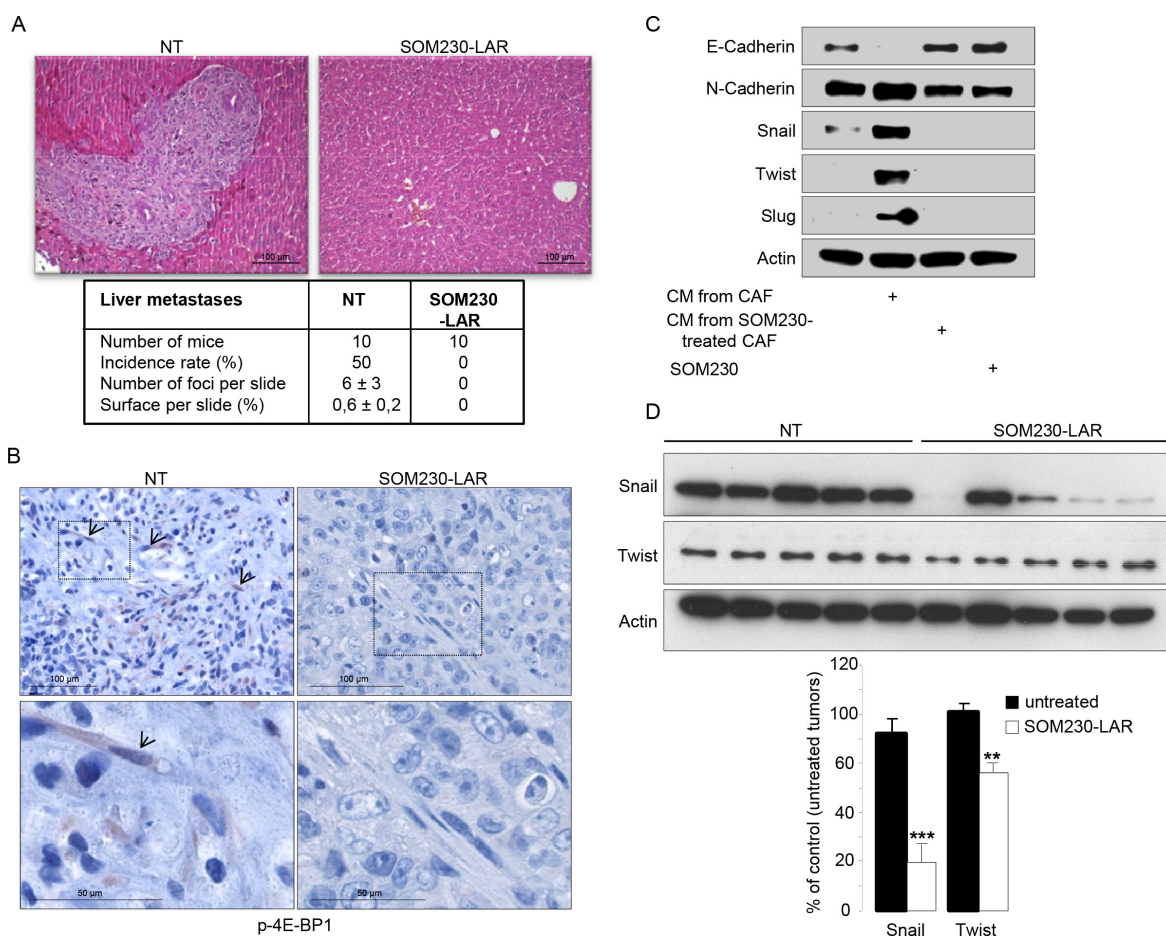 A
NT
SOM230-LAR
100 µm
100 µm
Liver metastases
NT
SOM230
-LAR
Number of mice
10
10
Incidence rate (%)
50
0
Number of foci per slide
6 ± 3
0
Surface per slide (%)
0,6 ± 0,2
0
B
NT
SOM230-LAR
100 µm
100 µm
50 µm
50 µm
p-4E-BP1
C
E-Cadherin
N-Cadherin
Snail
Twist
Slug
Actin
CM from CAF
+
CM from SOM230-
treated CAF
+
SOM230
+
D
NT
SOM230-LAR
Snail
Twist
Actin
% of control (untreated tumors)
120
100
60
40
20
0
untreated
SOM230-LAR
***
**
Snail
Twist